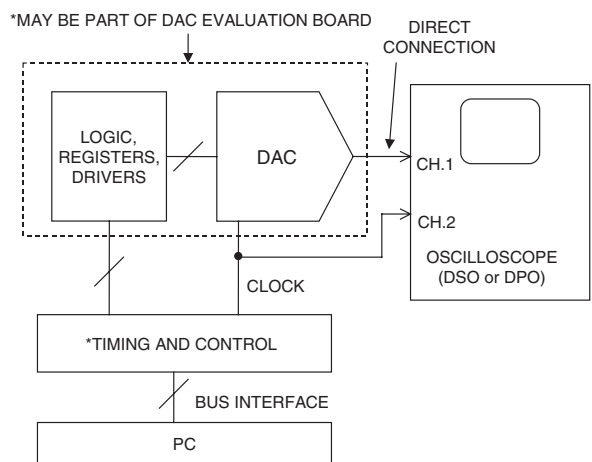 *MAY BE PART OF DAC EVALUATION BOARD
DIRECT
CONNECTION
LOGIC,
REGISTERS,
DRIVERS
DAC
CH.1
CH.2
OSCILLOSCOPE
(DSO or DPO)
CLOCK
*TIMING AND CONTROL
BUS INTERFACE
PC